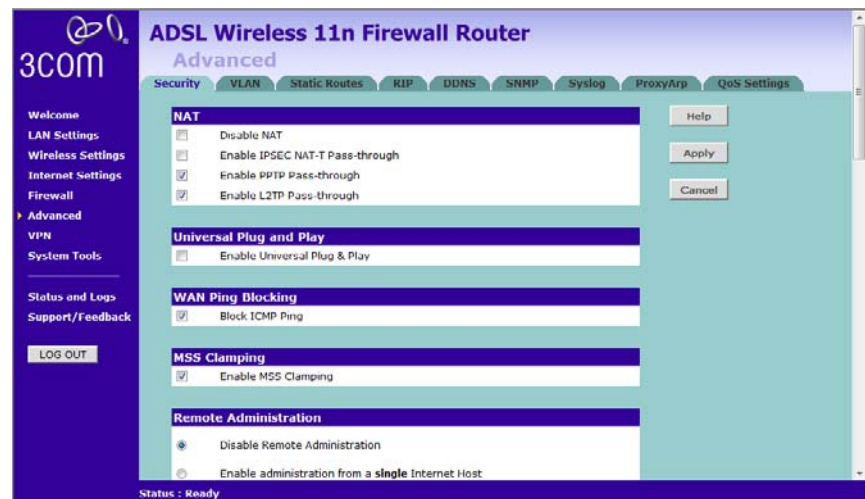 3COM
ADSL Wireless 11n Firewall Router
Advanced
Security VLAN Static Routes RIP DDNS SNMP Syslog ProxyArp QoS Settings
Welcome
LAN Settings
Wireless Settings
Internet Settings
Firewall
Advanced
VPN
System Tools
Status and Logs
Support/Feedback
LOG OUT
NAT
Disable NAT
Enable IPSEC NAT-T Pass-through
Enable PPTP Pass-through
Enable L2TP Pass-through
Universal Plug and Play
Enable Universal Plug & Play
WAN Ping Blocking
Block ICMP Ping
MSS Clamping
Enable MSS Clamping
Remote Administration
Disable Remote Administration
Enable administration from a single Internet Host
Help
Apply
Cancel
Status : Ready